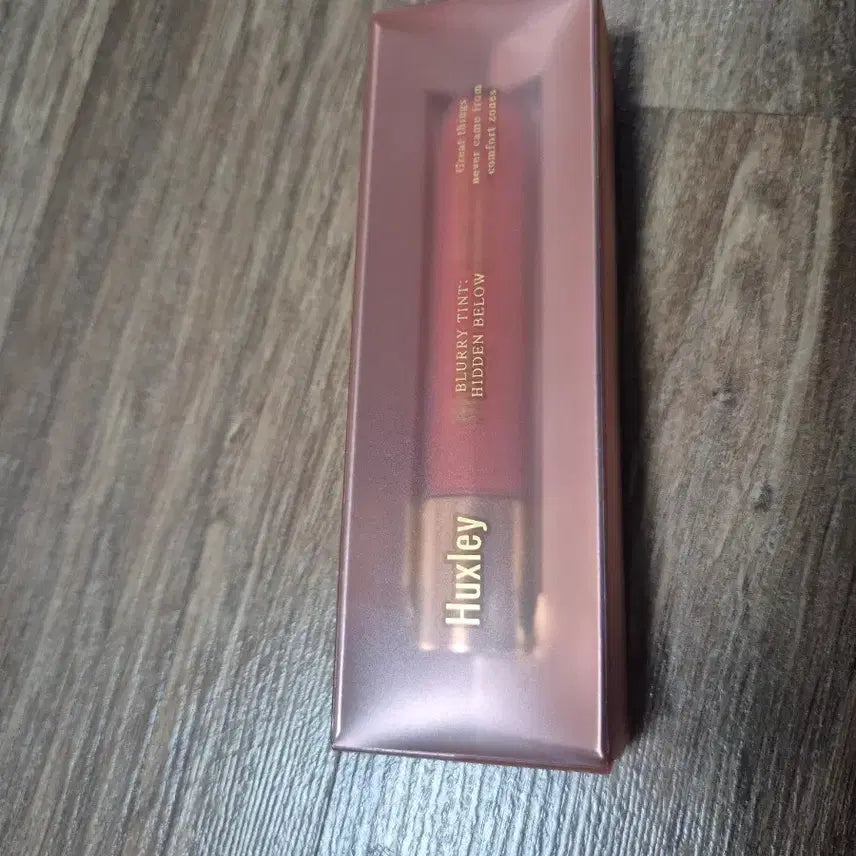 Huxley
BLURRY TINT:
HIDDEN BELOW
Great things
never came from
comfort zones